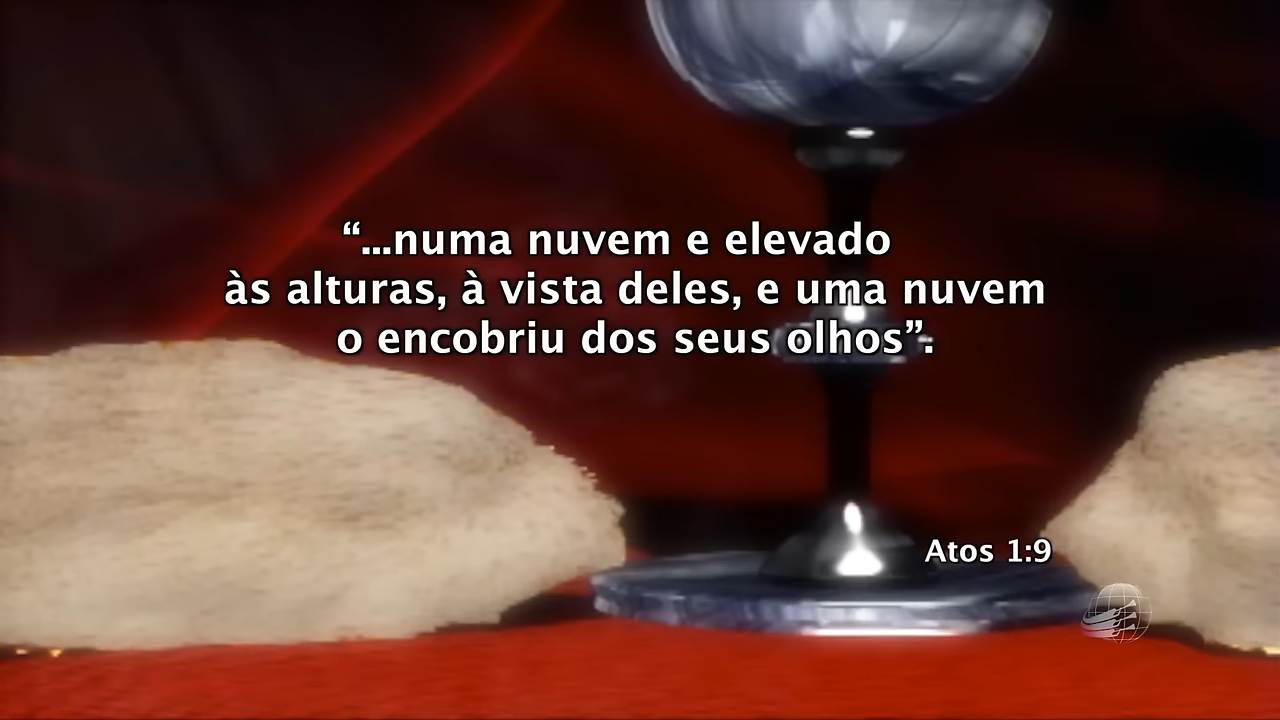 “...numa nuvem e elevado
às alturas, à vista deles, e uma nuvem
o encobriu dos seus olhos”.
Atos 1:9